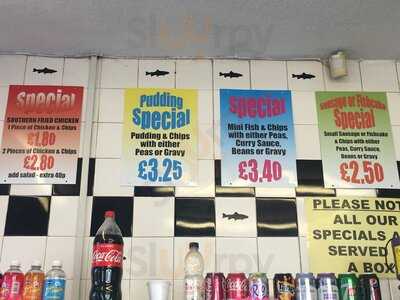 Special
SOUTHERN FRIED CHICKEN
1 Piece of Chicken & Chips
£1.80
2 Pieces of Chicken & Chips
£2.80
add salad - extra 40p
Pudding
Special
Pudding & Chips
with either
Peas or Gravy
£3.25
Special
Mini Fish & Chips
with either Peas,
Curry Sauce,
Beans or Gravy
£3.40
Sausage or Fishcake
Special
Small Sausage or Fishcake
& Chips with either
Peas, Curry Sauce,
Beans or Gravy
£2.50
PLEASE NOT
ALL OUR
SPECIALS A
SERVED
A BOX
Coca-Cola
Sluurpy